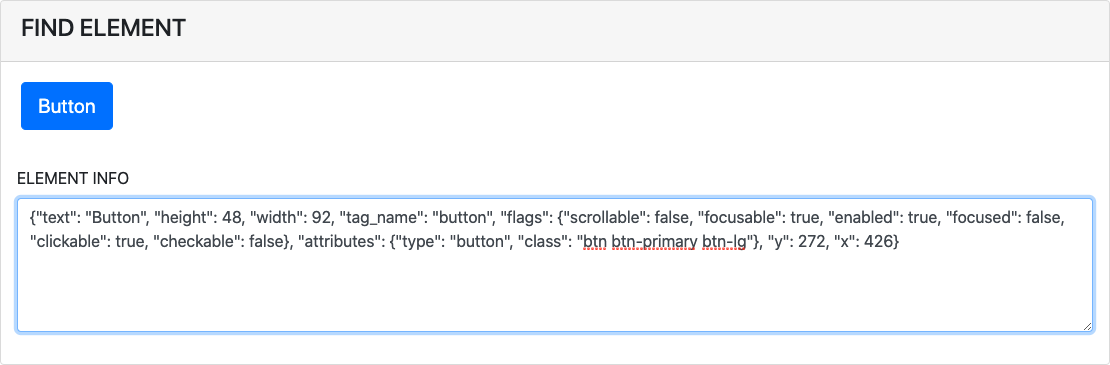 FIND ELEMENT
Button
ELEMENT INFO
{"text": "Button", "height": 48, "width": 92, "tag_name": "button", "flags": {"scrollable": false, "focusable": true, "enabled": true, "focused": false,
"clickable": true, "checkable": false}, "attributes": {"type": "button", "class": "btn btn-primary btn-lg"}, "y": 272, "x": 426}